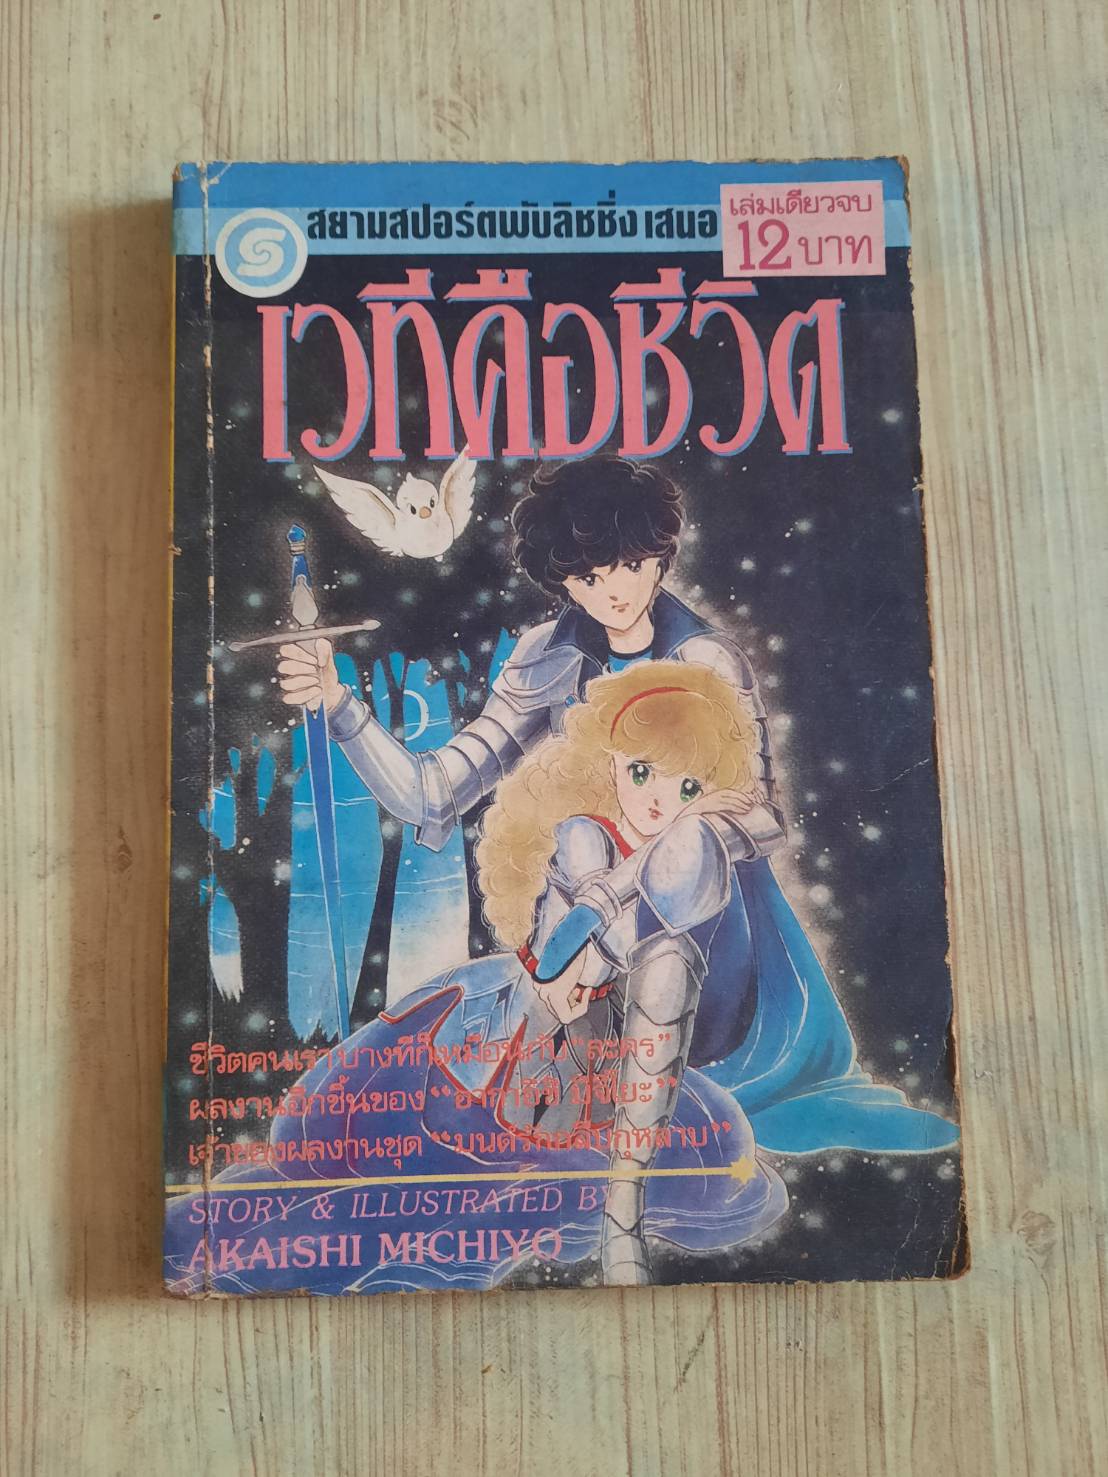 สยามสปอร์ตพับลิชชิ่ง เสนอ
เล่มเดียวจบ
12 บาท
เวทีคือชีวิต
ชีวิตคนเราบางทีก็เหมือนกับ "ละคร"
ผลงานอีกชิ้นของ "อากาอิชิ มิจิโยะ"
เจ้าของผลงานชุด "มนต์รักกลีบกุหลาบ"
STORY & ILLUSTRATED BY
AKAISHI MICHIYO